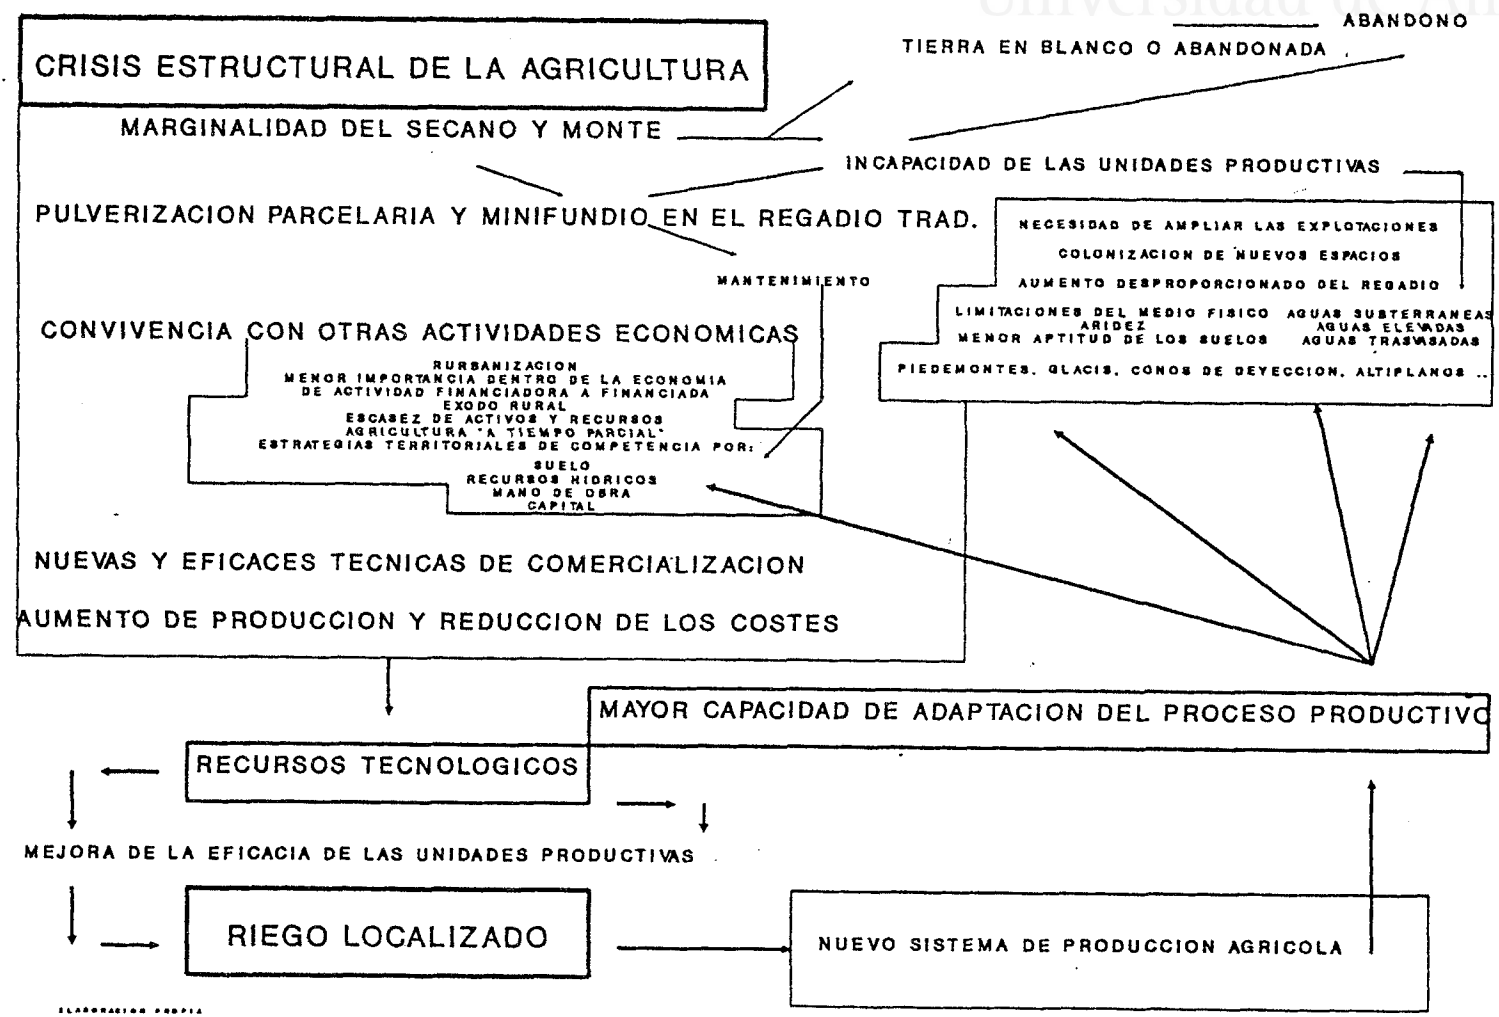 ABANDONO
TIERRA EN BLANCO O ABANDONADA
CRISIS ESTRUCTURAL DE LA AGRICULTURA
MARGINALIDAD DEL SECANO Y MONTE
INCAPACIDAD DE LAS UNIDADES PRODUCTIVAS
PULVERIZACION PARCELARIA Y MINIFUNDIO EN EL REGADIO TRAD.
NECESIDAD DE AMPLIAR LAS EXPLOTACIONES
COLONIZACION DE NUEVOS ESPACIOS
AUMENTO DESPROPORCIONADO DEL REGADIO
LIMITACIONES DEL MEDIO FISICO
ARIDEZ
MENOR APTITUD DE LOS SUELOS
AGUAS SUBTERRANEAS
AGUAS ELEVADAS
AGUAS TRASVASADAS
PIEDEMONTES, GLACIS, CONOS DE DEYECCION, ALTIPLANOS ..
MANTENIMIENTO
CONVIVENCIA CON OTRAS ACTIVIDADES ECONOMICAS
RURBANIZACION
MENOR IMPORTANCIA DENTRO DE LA ECONOMIA
DE ACTIVIDAD FINANCIADORA A FINANCIADA
EXODO RURAL
ESCASEZ DE ACTIVOS Y RECURSOS
AGRICULTURA "A TIEMPO PARCIAL"
ESTRATEGIAS TERRITORIALES DE COMPETENCIA POR:
SUELO
RECURSOS HIDRICOS
MANO DE OBRA
CAPITAL
NUEVAS Y EFICACES TECNICAS DE COMERCIALIZACION
AUMENTO DE PRODUCCION Y REDUCCION DE LOS COSTES
MAYOR CAPACIDAD DE ADAPTACION DEL PROCESO PRODUCTIVO
RECURSOS TECNOLOGICOS
MEJORA DE LA EFICACIA DE LAS UNIDADES PRODUCTIVAS
RIEGO LOCALIZADO
NUEVO SISTEMA DE PRODUCCION AGRICOLA
ELABORACION PROPIA